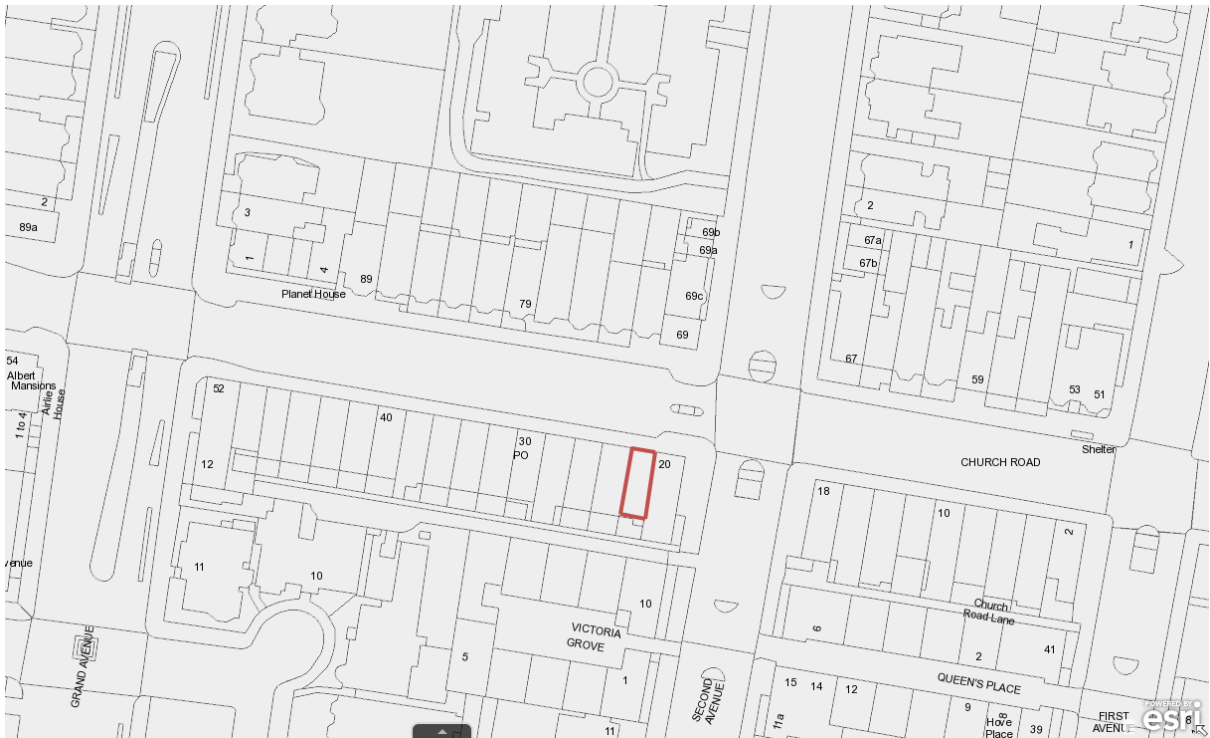 2
89a
3
1
4
89
Planet House
79
69b
69a
69c
69
2
67a
67b
1
67
59
53
51
Shelter
54
Albert
Mansions
Airlie
House
1 to 4
52
40
30
PO
20
12
CHURCH ROAD
18
10
2
11
10
10
VICTORIA
GROVE
5
1
11
6
Church
Road Lane
2
41
QUEEN'S PLACE
15
14
12
11a
9
8
Hove
Place
39
GRAND AVENUE
SECOND
AVENUE
FIRST
POWERED BY
esri